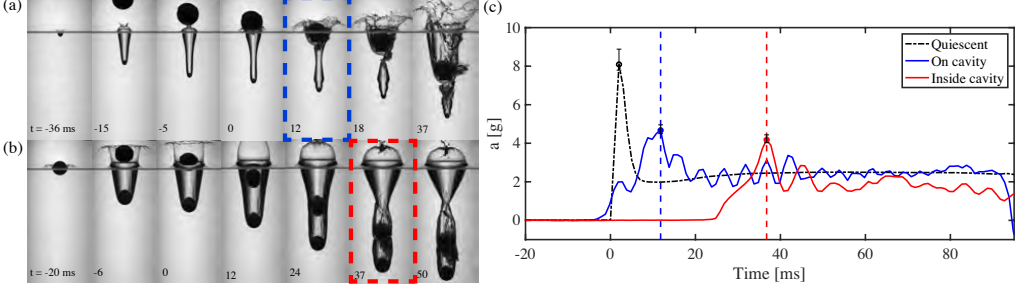 (a)
t = -36 ms
-15
-5
0
12
18
37
(b)
t = -20 ms
-6
0
12
24
37
50
(c)
a [g]
10
8
6
4
2
0
-20
0
20
40
60
80
Time [ms]
Quiescent
On cavity
Inside cavity